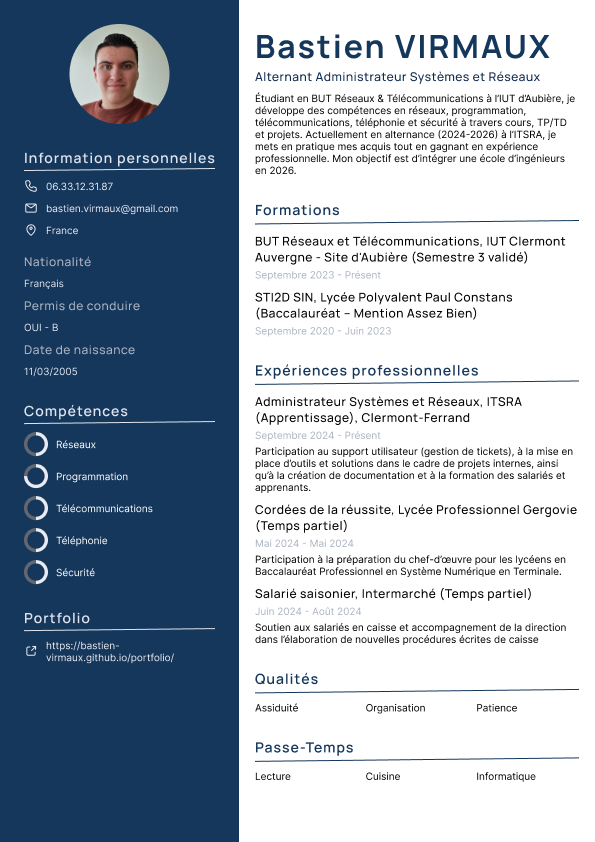 Information personnelles
06.33.12.31.87
bastien.virmaux@gmail.com
France
Nationalité
Français
Permis de conduire
OUI - B
Date de naissance
11/03/2005
Compétences
Réseaux
Programmation
Télécommunications
Téléphonie
Sécurité
Portfolio
https://bastien-
virmaux.github.io/portfolio/
Bastien VIRMAUX
Alternant Administrateur Systèmes et Réseaux
Étudiant en BUT Réseaux & Télécommunications à l'IUT d'Aubière, je
développe des compétences en réseaux, programmation,
télécommunications, téléphonie et sécurité à travers cours, TP/TD
et projets. Actuellement en alternance (2024-2026) à l'ITSRA, je
mets en pratique mes acquis tout en gagnant en expérience
professionnelle. Mon objectif est d'intégrer une école d'ingénieurs
en 2026.
Formations
BUT Réseaux et Télécommunications, IUT Clermont
Auvergne - Site d'Aubière (Semestre 3 validé)
Septembre 2023 - Présent
STI2D SIN, Lycée Polyvalent Paul Constans
(Baccalauréat – Mention Assez Bien)
Septembre 2020 - Juin 2023
Expériences professionnelles
Administrateur Systèmes et Réseaux, ITSRA
(Apprentissage), Clermont-Ferrand
Septembre 2024 - Présent
Participation au support utilisateur (gestion de tickets), à la mise en
place d'outils et solutions dans le cadre de projets internes, ainsi
qu'à la création de documentation et à la formation des salariés et
apprenants.
Cordées de la réussite, Lycée Professionnel Gergovie
(Temps partiel)
Mai 2024 - Mai 2024
Participation à la préparation du chef-d'œuvre pour les lycéens en
Baccalauréat Professionnel en Système Numérique en Terminale.
Salarié saisonier, Intermarché (Temps partiel)
Juin 2024 - Août 2024
Soutien aux salariés en caisse et accompagnement de la direction
dans l'élaboration de nouvelles procédures écrites de caisse
Qualités
Assiduité Organisation Patience
Passe-Temps
Lecture Cuisine Informatique